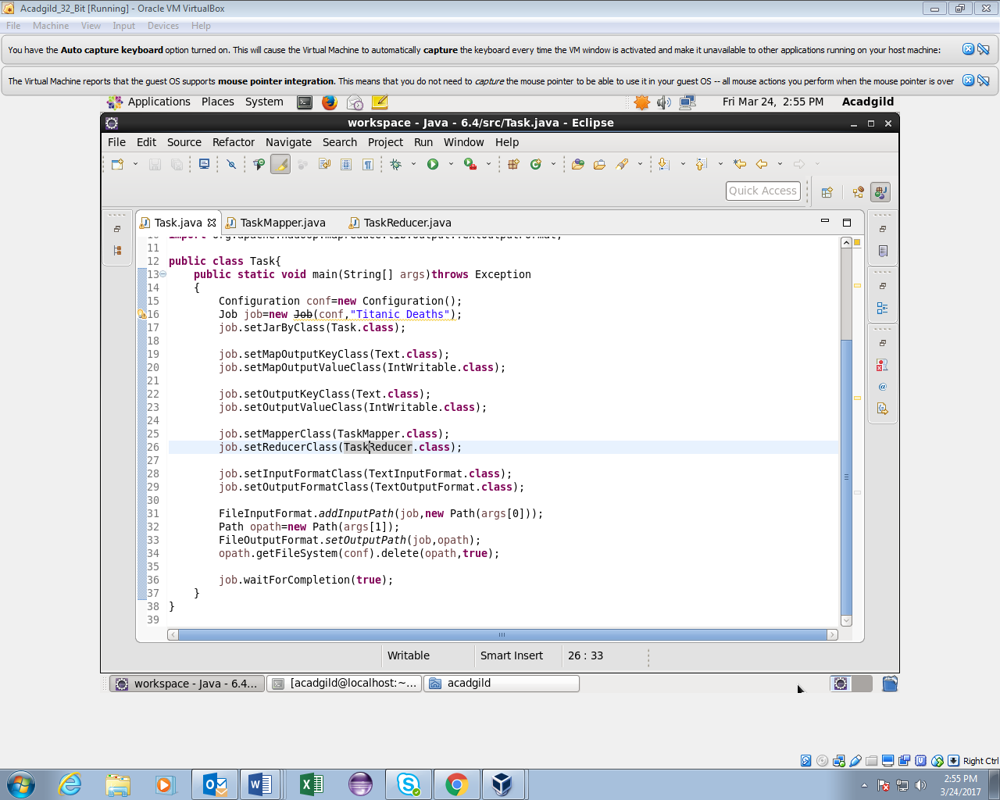 Acadgild_32_Bit [Running] - Oracle VM VirtualBox
File Machine View Input Devices Help
You have the Auto capture keyboard option turned on. This will cause the Virtual Machine to automatically capture the keyboard every time the VM window is activated and make it unavailable to other applications running on your host machine:
The Virtual Machine reports that the guest OS supports mouse pointer integration. This means that you do not need to capture the mouse pointer to be able to use it in your guest OS -- all mouse actions you perform when the mouse pointer is over
Applications Places System Fri Mar 24, 2:55 PM Acadgild
workspace - Java - 6.4/src/Task.java - Eclipse
File Edit Source Refactor Navigate Search Project Run Window Help
Quick Access
Task.java TaskMapper.java TaskReducer.java
10 import org.apache.hadoop.mapreduce.lib.output.TextOutputFormat;
11
12 public class Task{
13 public static void main(String[] args)throws Exception
14 {
15 Configuration conf=new Configuration();
16 Job job=new Job(conf,"Titanic Deaths");
17 job.setJarByClass(Task.class);
18
19 job.setMapOutputKeyClass(Text.class);
20 job.setMapOutputValueClass(IntWritable.class);
21
22 job.setOutputKeyClass(Text.class);
23 job.setOutputValueClass(IntWritable.class);
24
25 job.setMapperClass(TaskMapper.class);
26 job.setReducerClass(TaskReducer.class);
27
28 job.setInputFormatClass(TextInputFormat.class);
29 job.setOutputFormatClass(TextOutputFormat.class);
30
31 FileInputFormat.addInputPath(job,new Path(args[0]));
32 Path opath=new Path(args[1]);
33 FileOutputFormat.setOutputPath(job,opath);
34 opath.getFileSystem(conf).delete(opath,true);
35
36 job.waitForCompletion(true);
37 }
38 }
39
Writable Smart Insert 26 : 33
workspace - Java - 6.4... [acadgild@localhost:~... acadgild
Right Ctrl
2:55 PM
3/24/2017